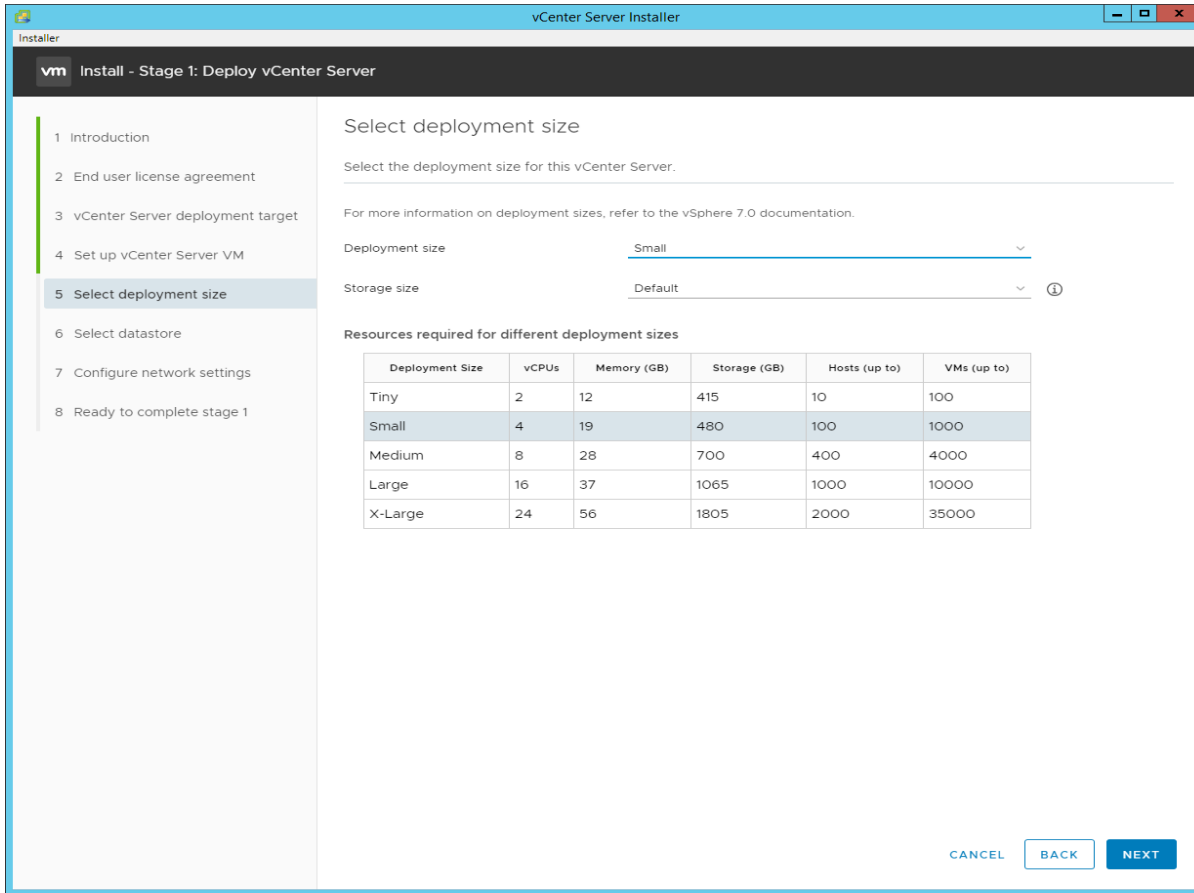 vCenter Server Installer
Installer
vm Install - Stage 1: Deploy vCenter Server
1 Introduction
2 End user license agreement
3 vCenter Server deployment target
4 Set up vCenter Server VM
5 Select deployment size
6 Select datastore
7 Configure network settings
8 Ready to complete stage 1
Select deployment size
Select the deployment size for this vCenter Server.
For more information on deployment sizes, refer to the vSphere 7.0 documentation.
Deployment size Small
Storage size Default
Resources required for different deployment sizes
Deployment Size vCPUs Memory (GB) Storage (GB) Hosts (up to) VMs (up to)
Tiny 2 12 415 10 100
Small 4 19 480 100 1000
Medium 8 28 700 400 4000
Large 16 37 1065 1000 10000
X-Large 24 56 1805 2000 35000
CANCEL BACK NEXT